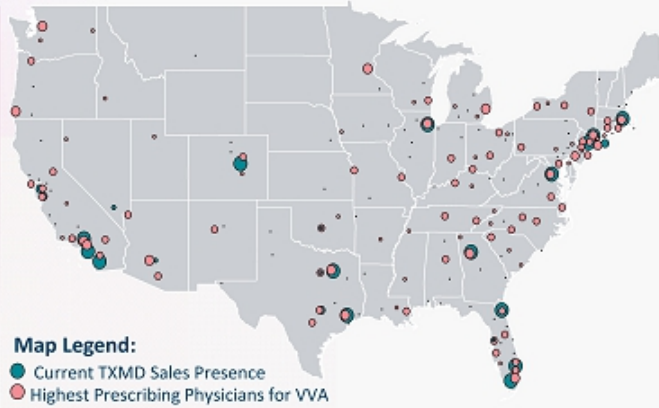 Map Legend:
Current TXMD Sales Presence
Highest Prescribing Physicians for VVA